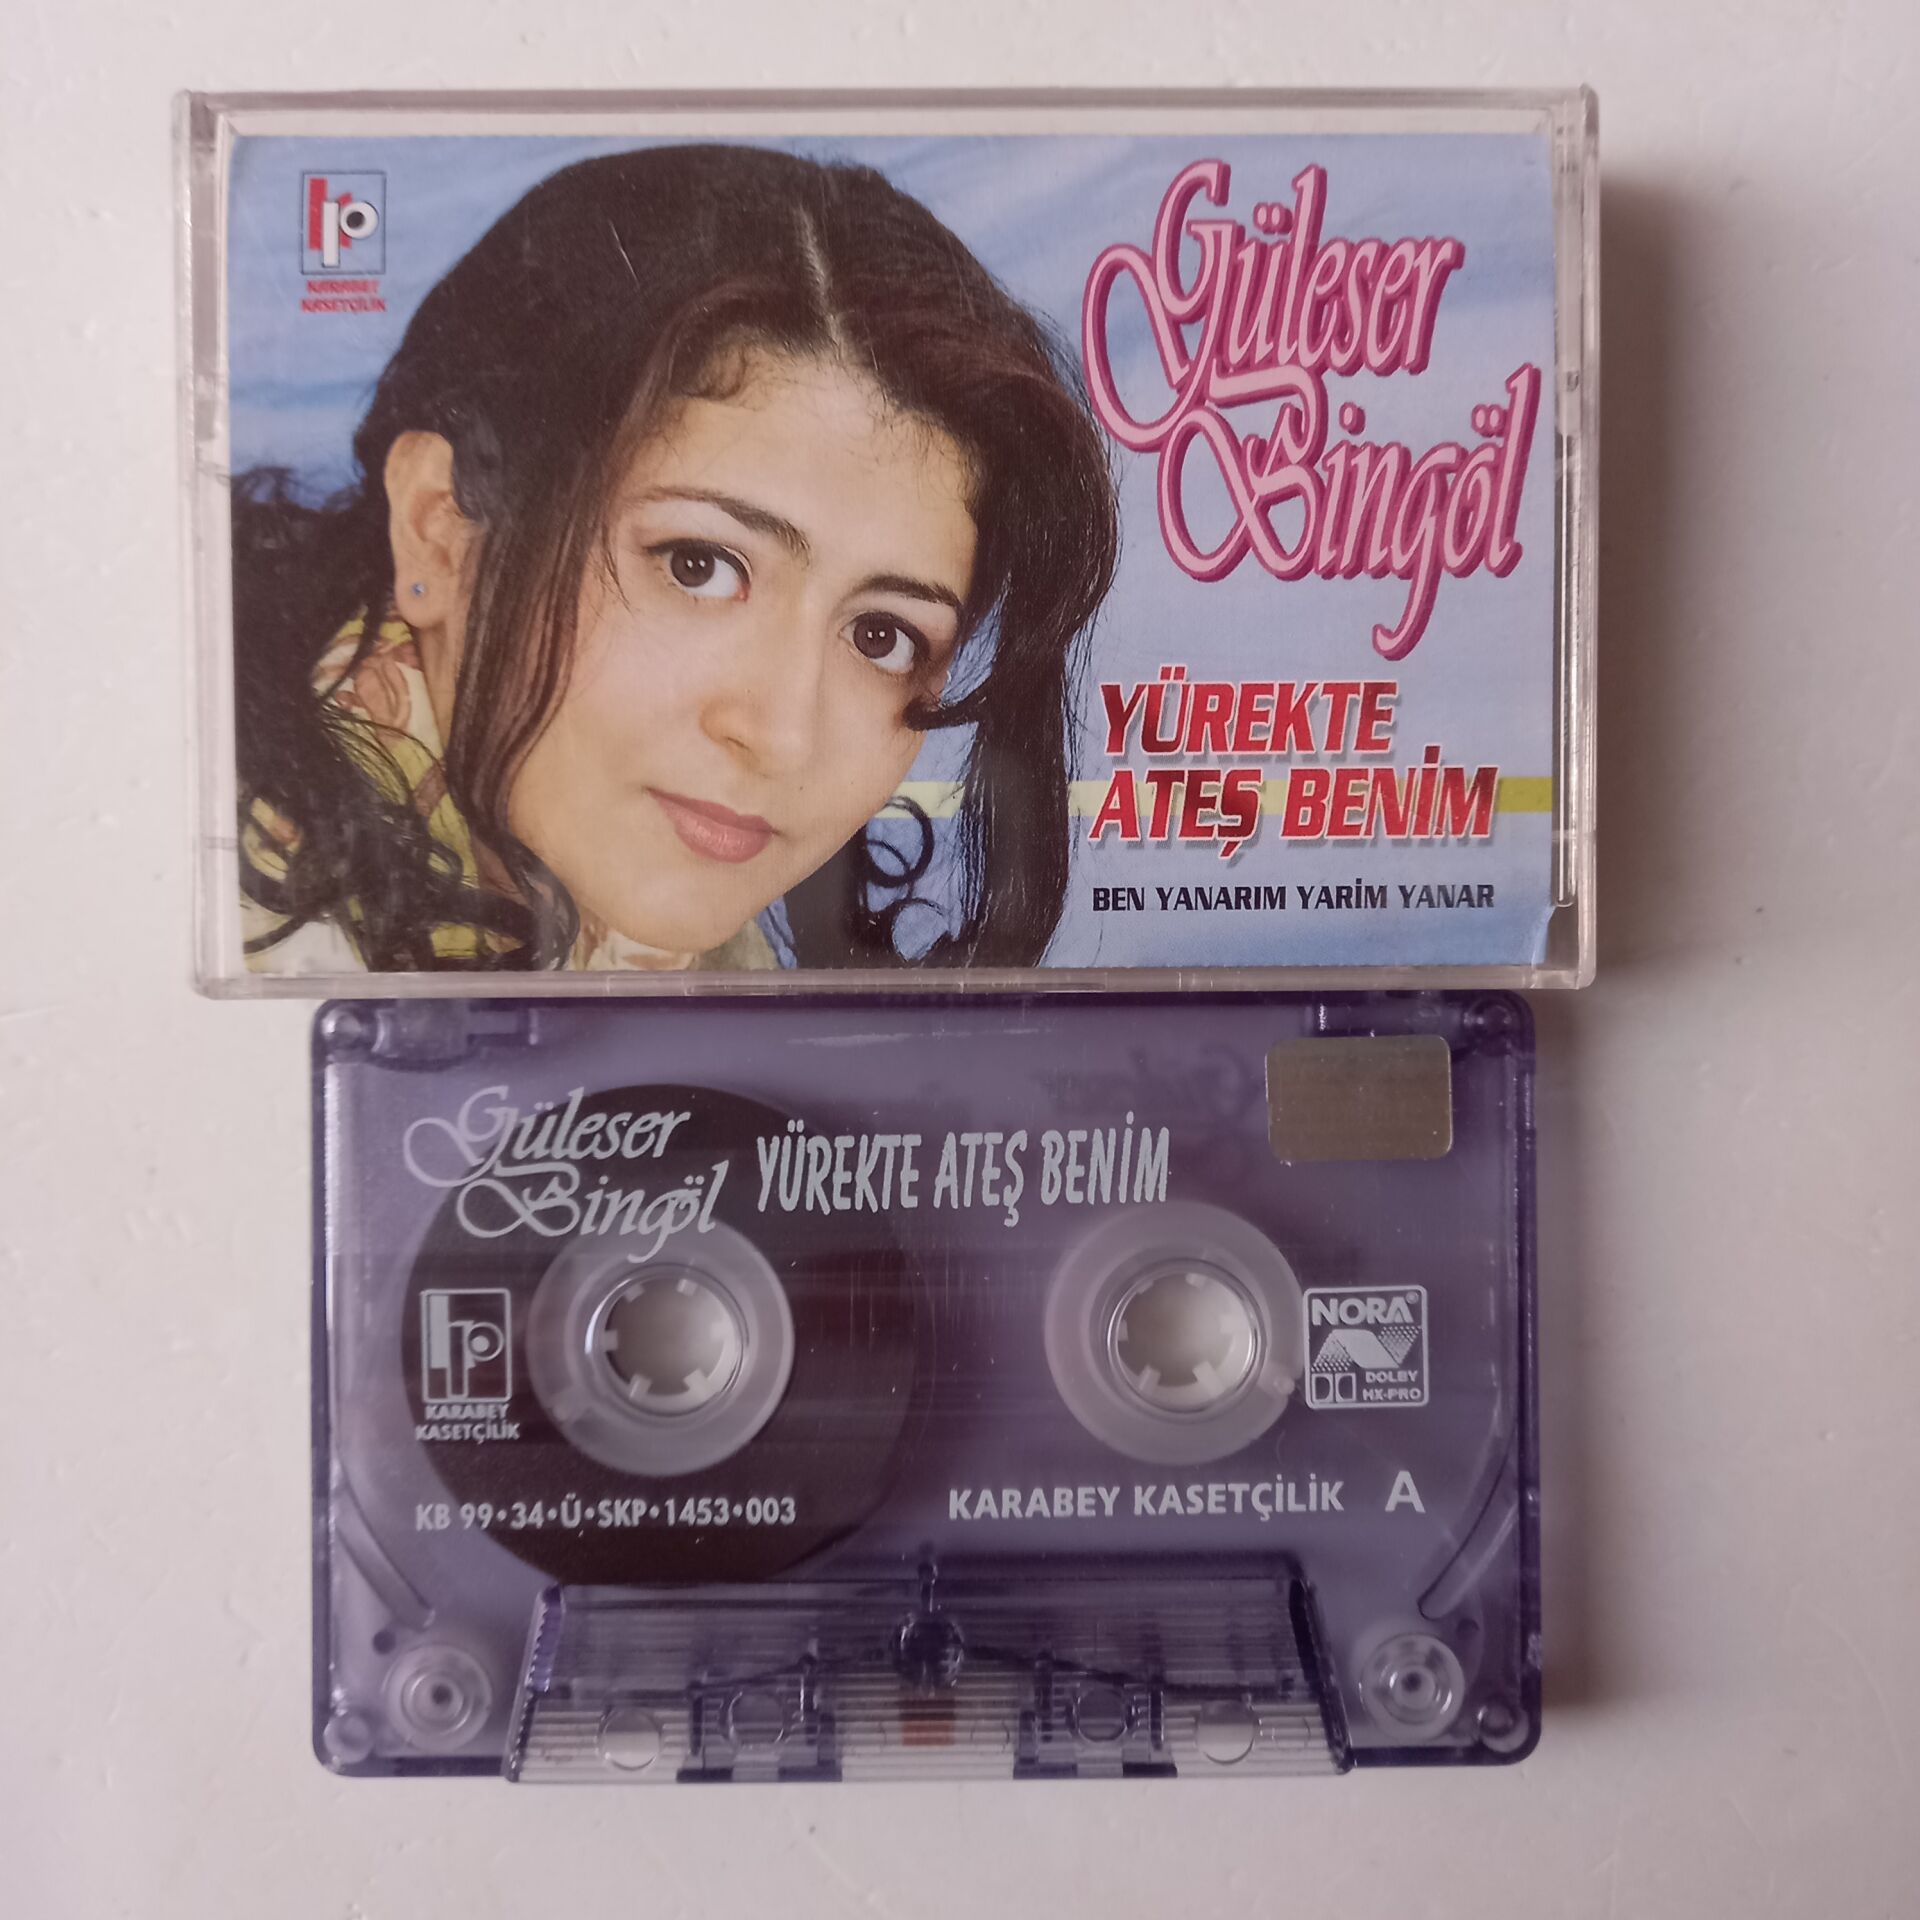 KARABEY
KASETÇİLİK
Güleser
Bingöl
YÜREKTE
ATEŞ BENİM
BEN YANARIM YARİM YANAR
Güleser
Bingöl
YÜREKTE ATEŞ BENİM
KARABEY
KASETÇİLİK
NORA®
DOLBY
HX-PRO
KB 99•34•Ü•SKP•1453•003
KARABEY KASETÇİLİK A